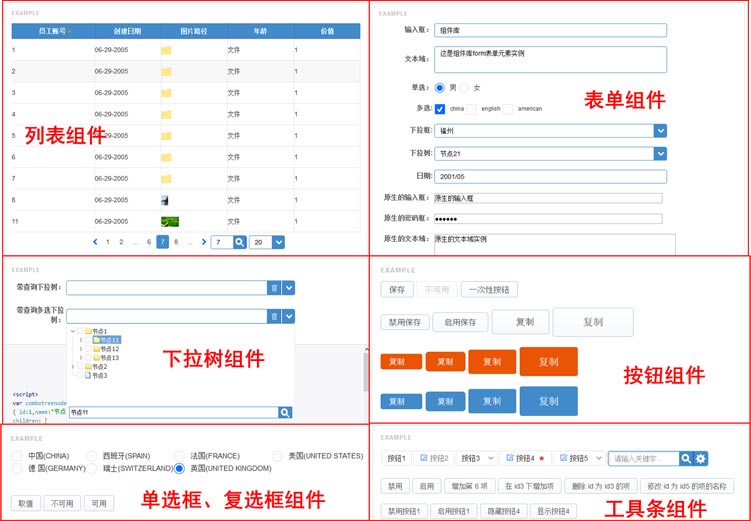 EXAMPLE
员工账号 创建日期 图片路径 年龄 价值
1 06-29-2005 文件 1
2 06-29-2005 文件 1
3 06-29-2005 文件 1
4 06-29-2005 文件 1
5 06-29-2005 文件 1
6 06-29-2005 文件 1
7 06-29-2005 文件 1
8 06-29-2005 文件 1
11 06-29-2005 文件 1
列表组件
1 2 ... 6 7 8 ... 7 20
EXAMPLE
输入框: 组件库
文本域: 这是组件库form表单元素实例
单选: 男 女
多选: china english american
表单组件
下拉框: 福州
下拉树: 节点21
日期: 2001/05
原生的输入框: 原生的输入框
原生的密码框: ●●●●●●
原生的文本域: 原生的文本域实例
EXAMPLE
带查询下拉树:
带查询多选下拉
树:
节点1
节点11
节点12
节点13
节点2
节点3
下拉树组件
<script>
var combotreenode
{ id:1,name:"节点
children: [
节点11
EXAMPLE
保存 不可用 一次性按钮
禁用保存 启用保存 复制 复制
复制 复制 复制 复制
复制 复制 复制 复制
按钮组件
EXAMPLE
中国(CHINA) 西班牙(SPAIN) 法国(FRANCE) 美国(UNITED STATES)
德 国(GERMANY) 瑞士(SWITZERLAND) 英国(UNITED KINGDOM)
取值 不可用 可用
单选框、复选框组件
EXAMPLE
按钮1 按钮2 按钮3 按钮4 按钮5 请输入关键字...
禁用 启用 增加第 6 项 在 id3 下增加项 删除 id 为 id3 的项 修改 id 为 id5 的项的名称
禁用按钮1 启用按钮1 隐藏按钮4 显示按钮4
工具条组件